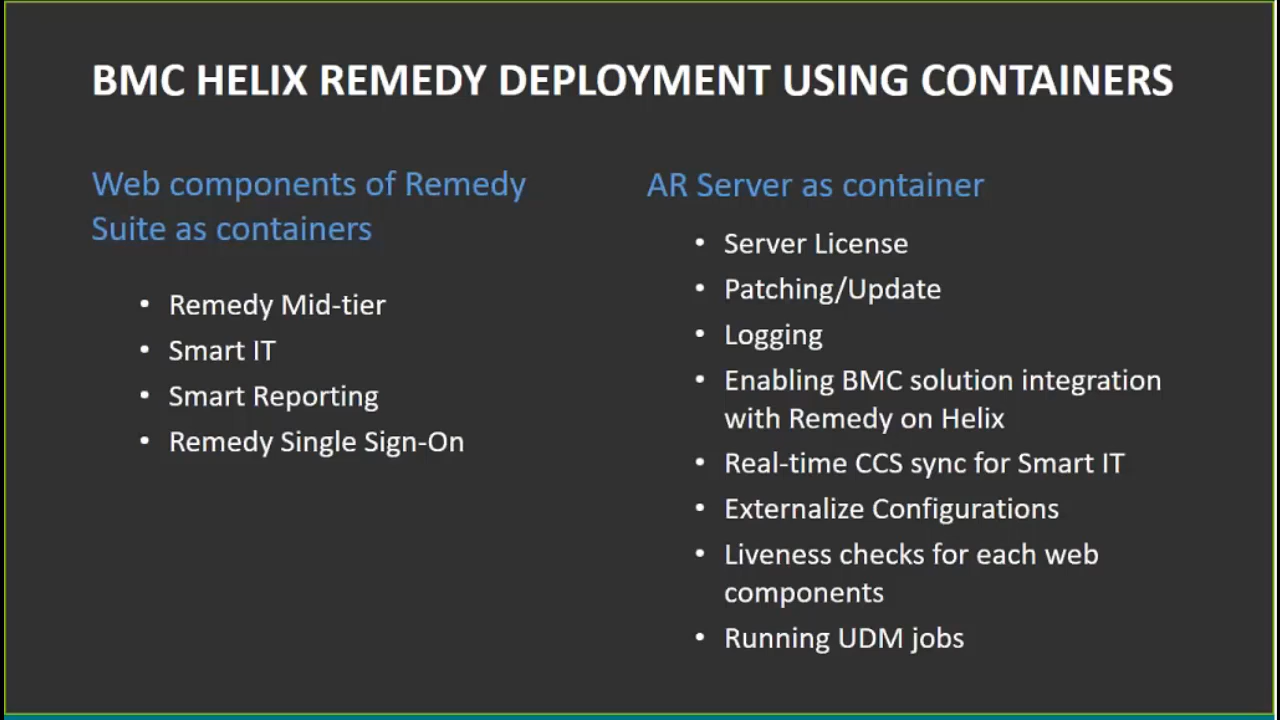 BMC HELIX REMEDY DEPLOYMENT USING CONTAINERS
Web components of Remedy
Suite as containers
• Remedy Mid-tier
• Smart IT
• Smart Reporting
• Remedy Single Sign-On
AR Server as container
• Server License
• Patching/Update
• Logging
• Enabling BMC solution integration
with Remedy on Helix
• Real-time CCS sync for Smart IT
• Externalize Configurations
• Liveness checks for each web
components
• Running UDM jobs